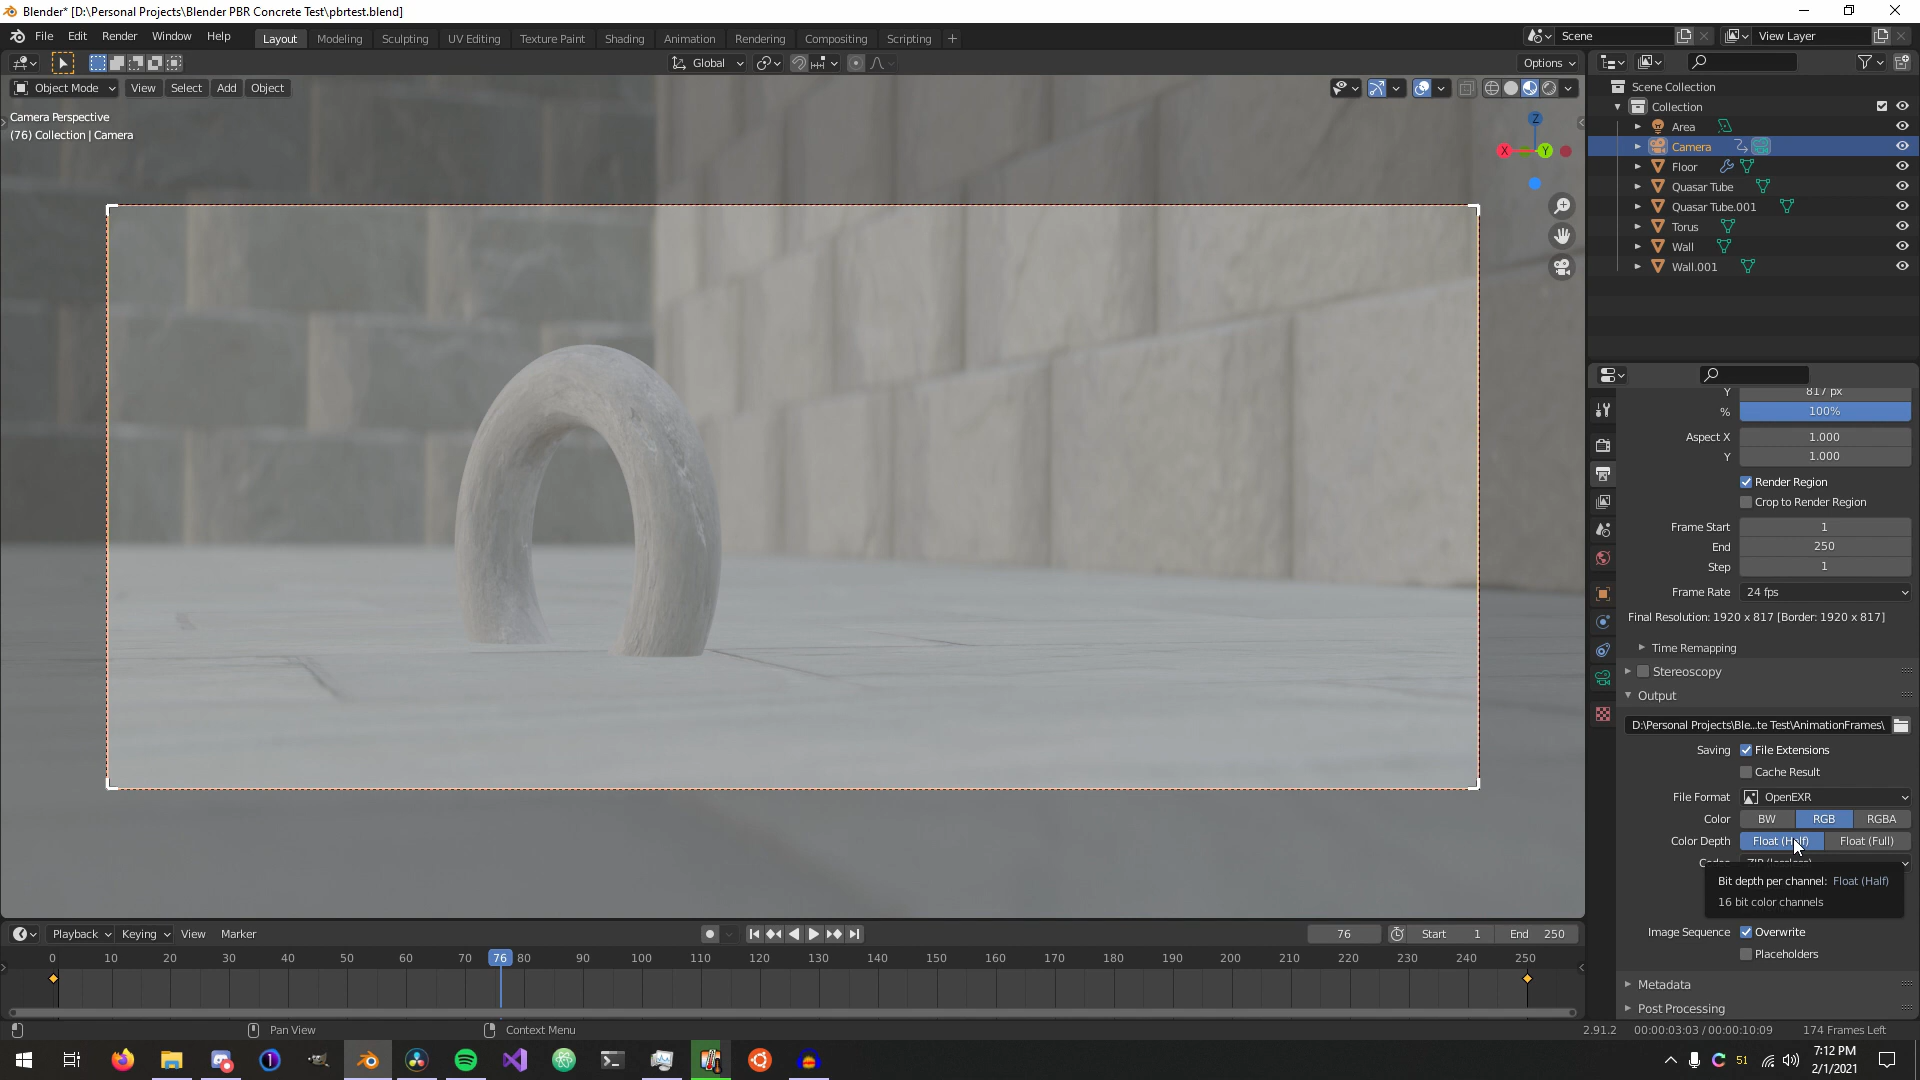 Blender* [D:\Personal Projects\Blender PBR Concrete Test\pbrtest.blend]
File Edit Render Window Help Layout Modeling Sculpting UV Editing Texture Paint Shading Animation Rendering Compositing Scripting + Scene View Layer
Global Options
Object Mode View Select Add Object
Camera Perspective
(76) Collection | Camera
Z
X Y
Scene Collection
Collection
Area
Camera
Floor
Quasar Tube
Quasar Tube.001
Torus
Wall
Wall.001
Y 817 px
% 100%
Aspect X 1.000
Y 1.000
Render Region
Crop to Render Region
Frame Start 1
End 250
Step 1
Frame Rate 24 fps
Final Resolution: 1920 x 817 [Border: 1920 x 817]
Time Remapping
Stereoscopy
Output
D:\Personal Projects\Ble...te Test\AnimationFrames\
Saving File Extensions
Cache Result
File Format OpenEXR
Color BW RGB RGBA
Color Depth Float (Half) Float (Full)
Bit depth per channel: Float (Half)
16 bit color channels
Image Sequence Overwrite
Placeholders
Metadata
Post Processing
Playback Keying View Marker 76 Start 1 End 250
0 10 20 30 40 50 60 70 76 80 90 100 110 120 130 140 150 160 170 180 190 200 210 220 230 240 250
Pan View Context Menu 2.91.2 00:00:03:03 / 00:00:10:09 174 Frames Left
51
7:12 PM
2/1/2021